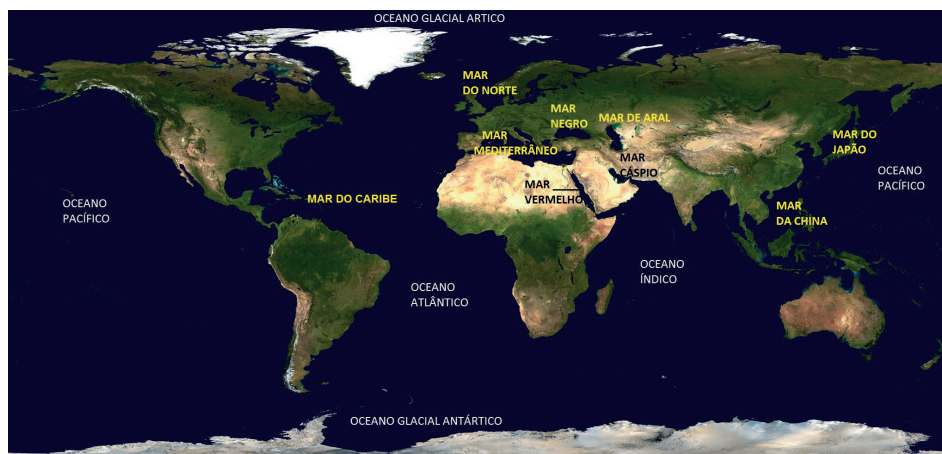 OCEANO GLACIAL ARTICO
MAR
DO NORTE
MAR
NEGRO
MAR DE ARAL
MAR
MEDITERRÂNEO
MAR DO
JAPÃO
MAR
CÁSPIO
OCEANO
PACÍFICO
MAR
VERMELHO
MAR DO CARIBE
OCEANO
PACÍFICO
MAR
DA CHINA
OCEANO
ÍNDICO
OCEANO
ATLÂNTICO
OCEANO GLACIAL ANTÁRTICO